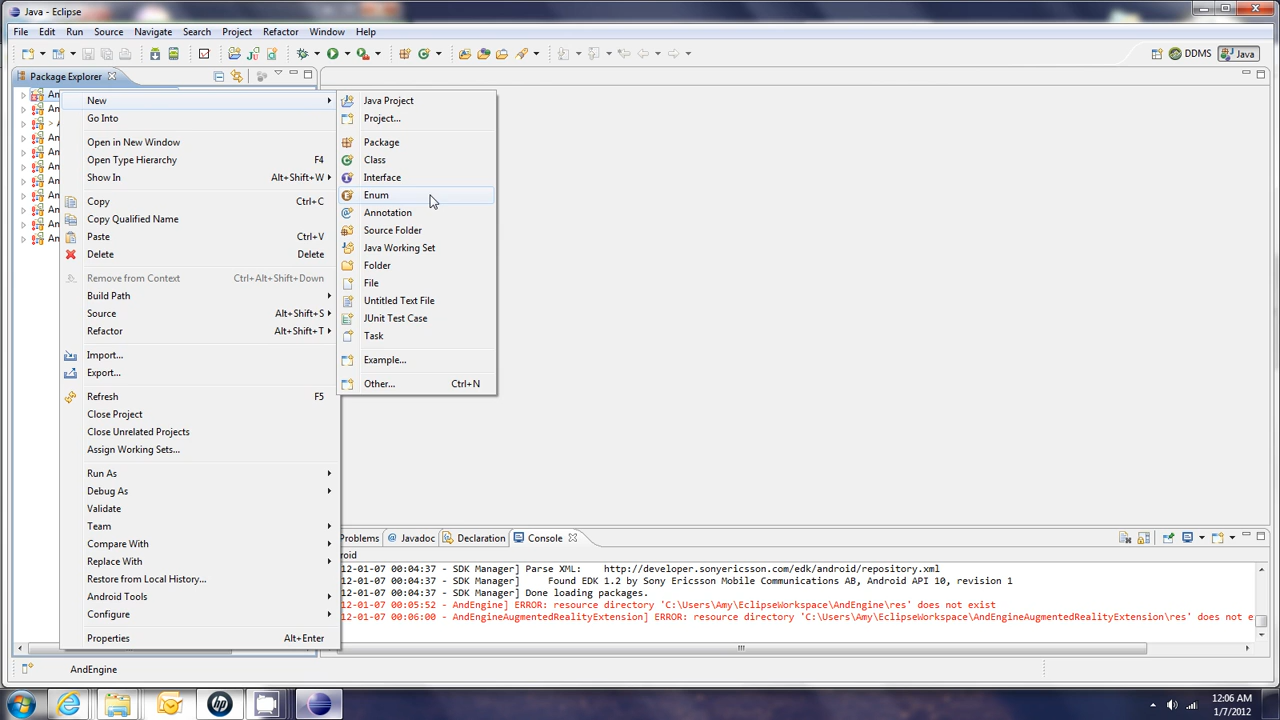 Java - Eclipse
File Edit Run Source Navigate Search Project Refactor Window Help
DDMS Java
Package Explorer
New
Go Into
Open in New Window
Open Type Hierarchy F4
Show In Alt+Shift+W
Copy Ctrl+C
Copy Qualified Name
Paste Ctrl+V
Delete Delete
Remove from Context Ctrl+Alt+Shift+Down
Build Path
Source Alt+Shift+S
Refactor Alt+Shift+T
Import...
Export...
Refresh F5
Close Project
Close Unrelated Projects
Assign Working Sets...
Run As
Debug As
Validate
Team
Compare With
Replace With
Restore from Local History...
Android Tools
Configure
Properties Alt+Enter
Java Project
Project...
Package
Class
Interface
Enum
Annotation
Source Folder
Java Working Set
Folder
File
Untitled Text File
JUnit Test Case
Task
Example...
Other... Ctrl+N
Problems Javadoc Declaration Console
roid
12-01-07 00:04:37 - SDK Manager] Parse XML: http://developer.sonyericsson.com/edk/android/repository.xml
12-01-07 00:04:37 - SDK Manager] Found EDK 1.2 by Sony Ericsson Mobile Communications AB, Android API 10, revision 1
12-01-07 00:04:37 - SDK Manager] Done loading packages.
12-01-07 00:05:52 - AndEngine] ERROR: resource directory 'C:\Users\Amy\EclipseWorkspace\AndEngine\res' does not exist
12-01-07 00:06:00 - AndEngineAugmentedRealityExtension] ERROR: resource directory 'C:\Users\Amy\EclipseWorkspace\AndEngineAugmentedRealityExtension\res' does not e
AndEngine
12:06 AM
1/7/2012